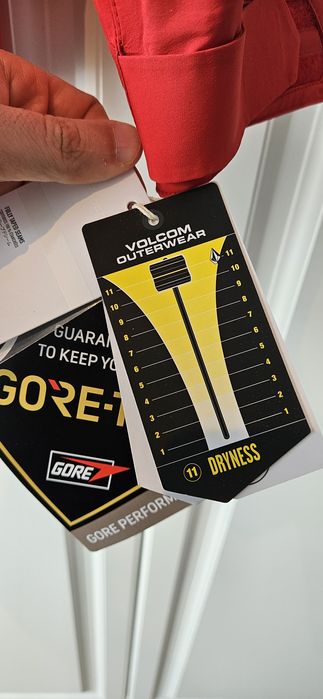 FULLY TAPED SEAMS
VOLCOM
OUTERWEAR
11 11
10 10
9 9
8 8
7 7
6 6
5 5
4 4
3 3
2 2
1 1
11 DRYNESS
GUARAN
TO KEEP YO
GORE-T
GORE
GORE PERFORM